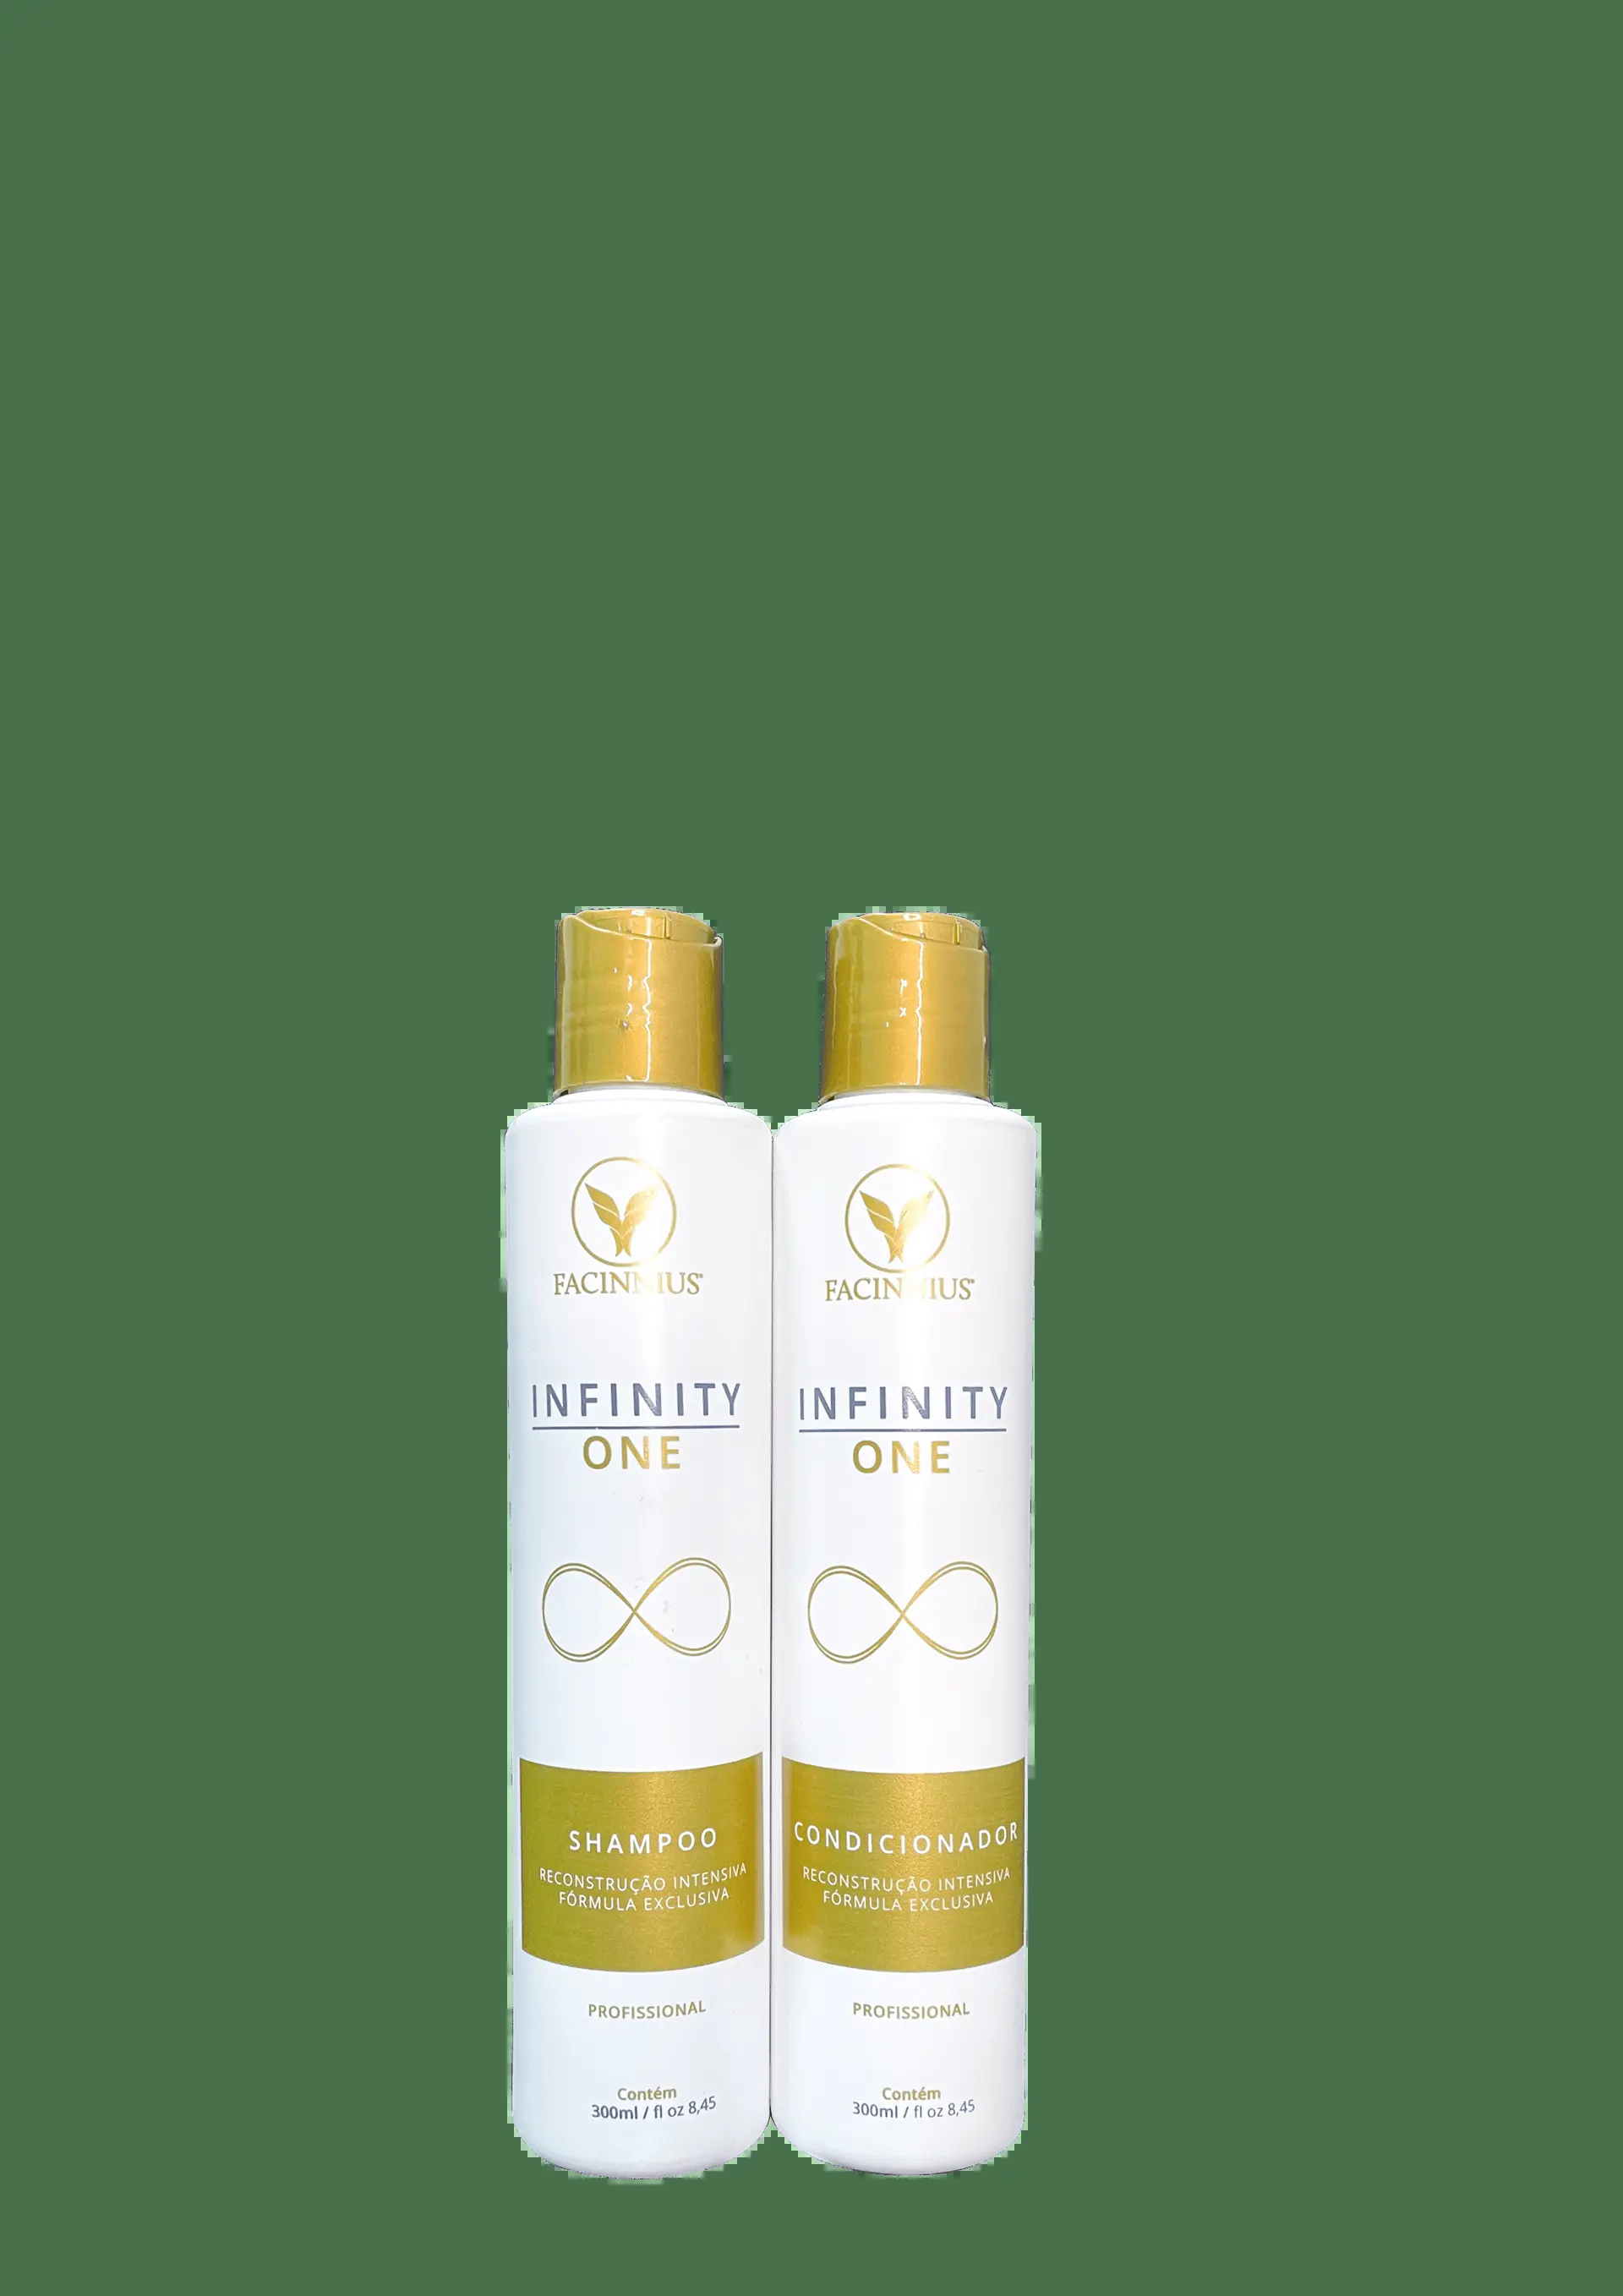 FACINNIUS®
INFINITY
ONE
SHAMPOO
RECONSTRUÇÃO INTENSIVA
FÓRMULA EXCLUSIVA
PROFISSIONAL
Contém
300ml / fl oz 8,45
FACINNIUS®
INFINITY
ONE
CONDICIONADOR
RECONSTRUÇÃO INTENSIVA
FÓRMULA EXCLUSIVA
PROFISSIONAL
Contém
300ml / fl oz 8,45